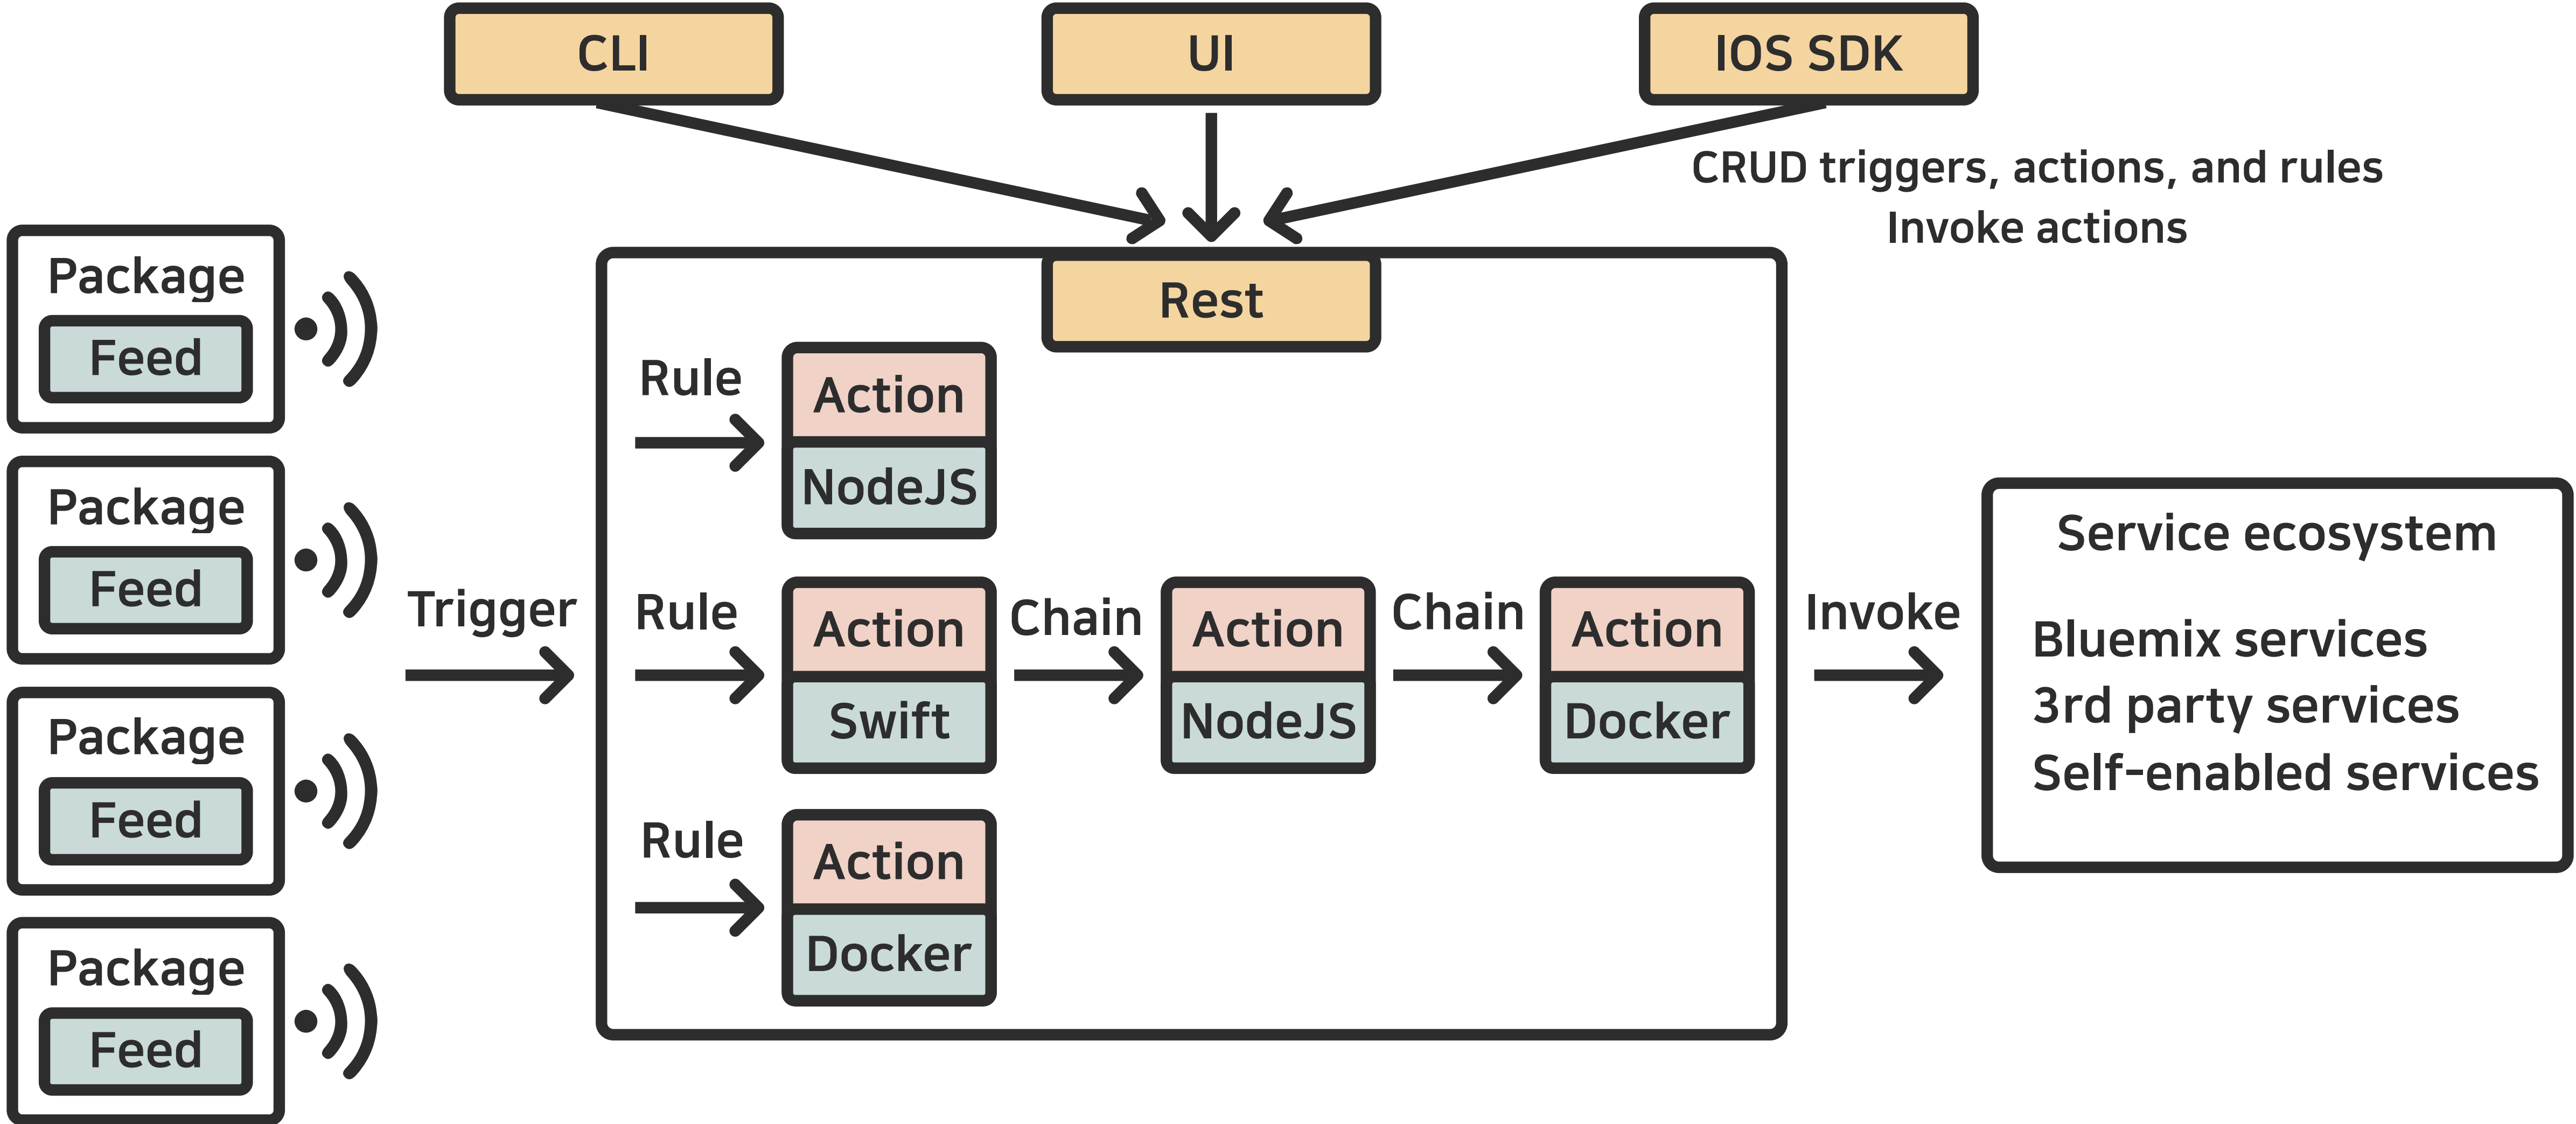 CLI
UI
IOS SDK
CRUD triggers, actions, and rules
Invoke actions
Package
Feed
Package
Feed
Package
Feed
Package
Feed
Trigger
Rest
Rule
Action
NodeJS
Rule
Action
Swift
Chain
Action
NodeJS
Chain
Action
Docker
Rule
Action
Docker
Invoke
Service ecosystem
Bluemix services
3rd party services
Self-enabled services